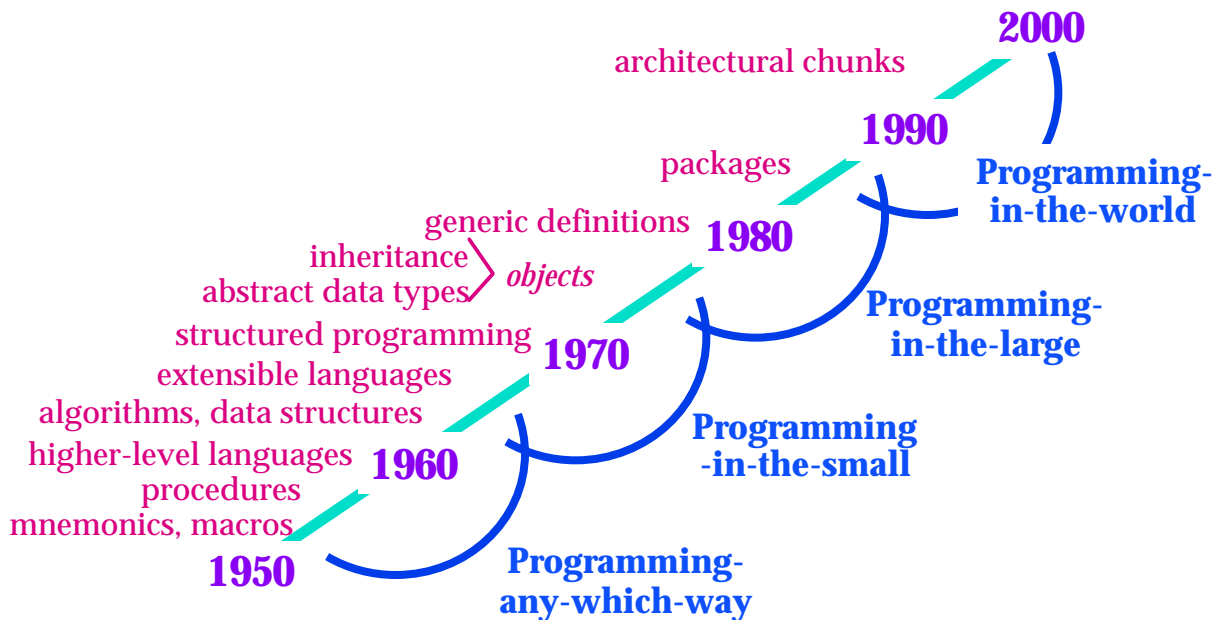 2000
architectural chunks
1990
packages
Programming-
in-the-world
generic definitions
1980
inheritance
objects
abstract data types
Programming-
in-the-large
structured programming
1970
extensible languages
algorithms, data structures
Programming
-in-the-small
higher-level languages
1960
procedures
mnemonics, macros
1950
Programming-
any-which-way